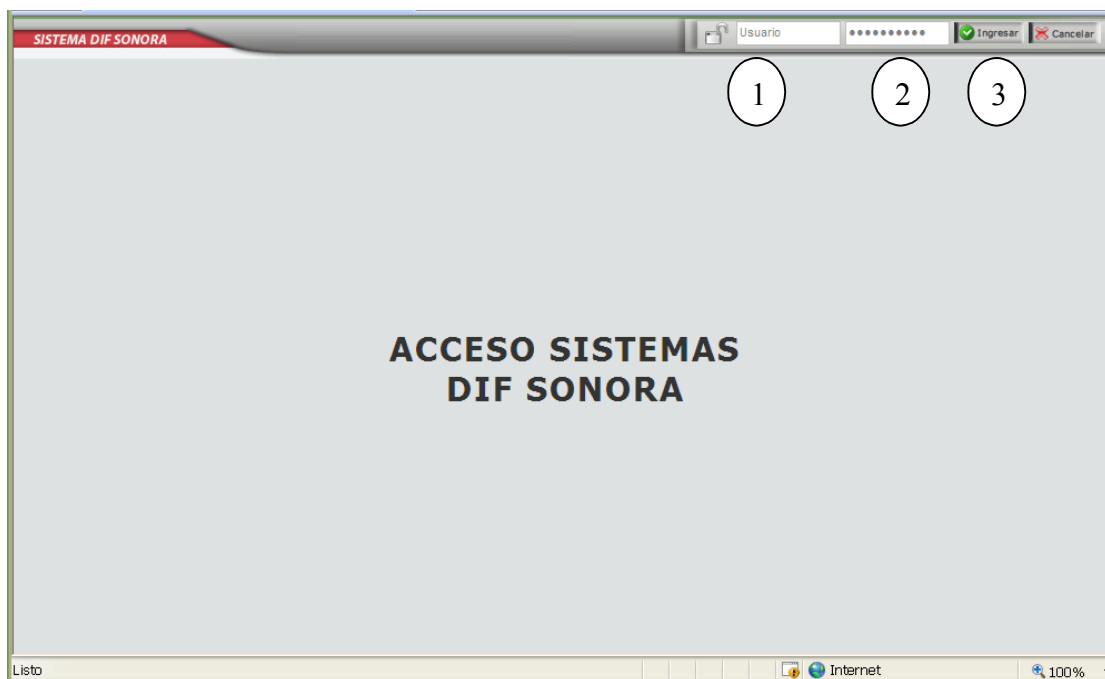 SISTEMA DIF SONORA
Usuario
••••••••••
Ingresar
Cancelar
1
2
3
ACCESO SISTEMAS
DIF SONORA
Listo
Internet
100%